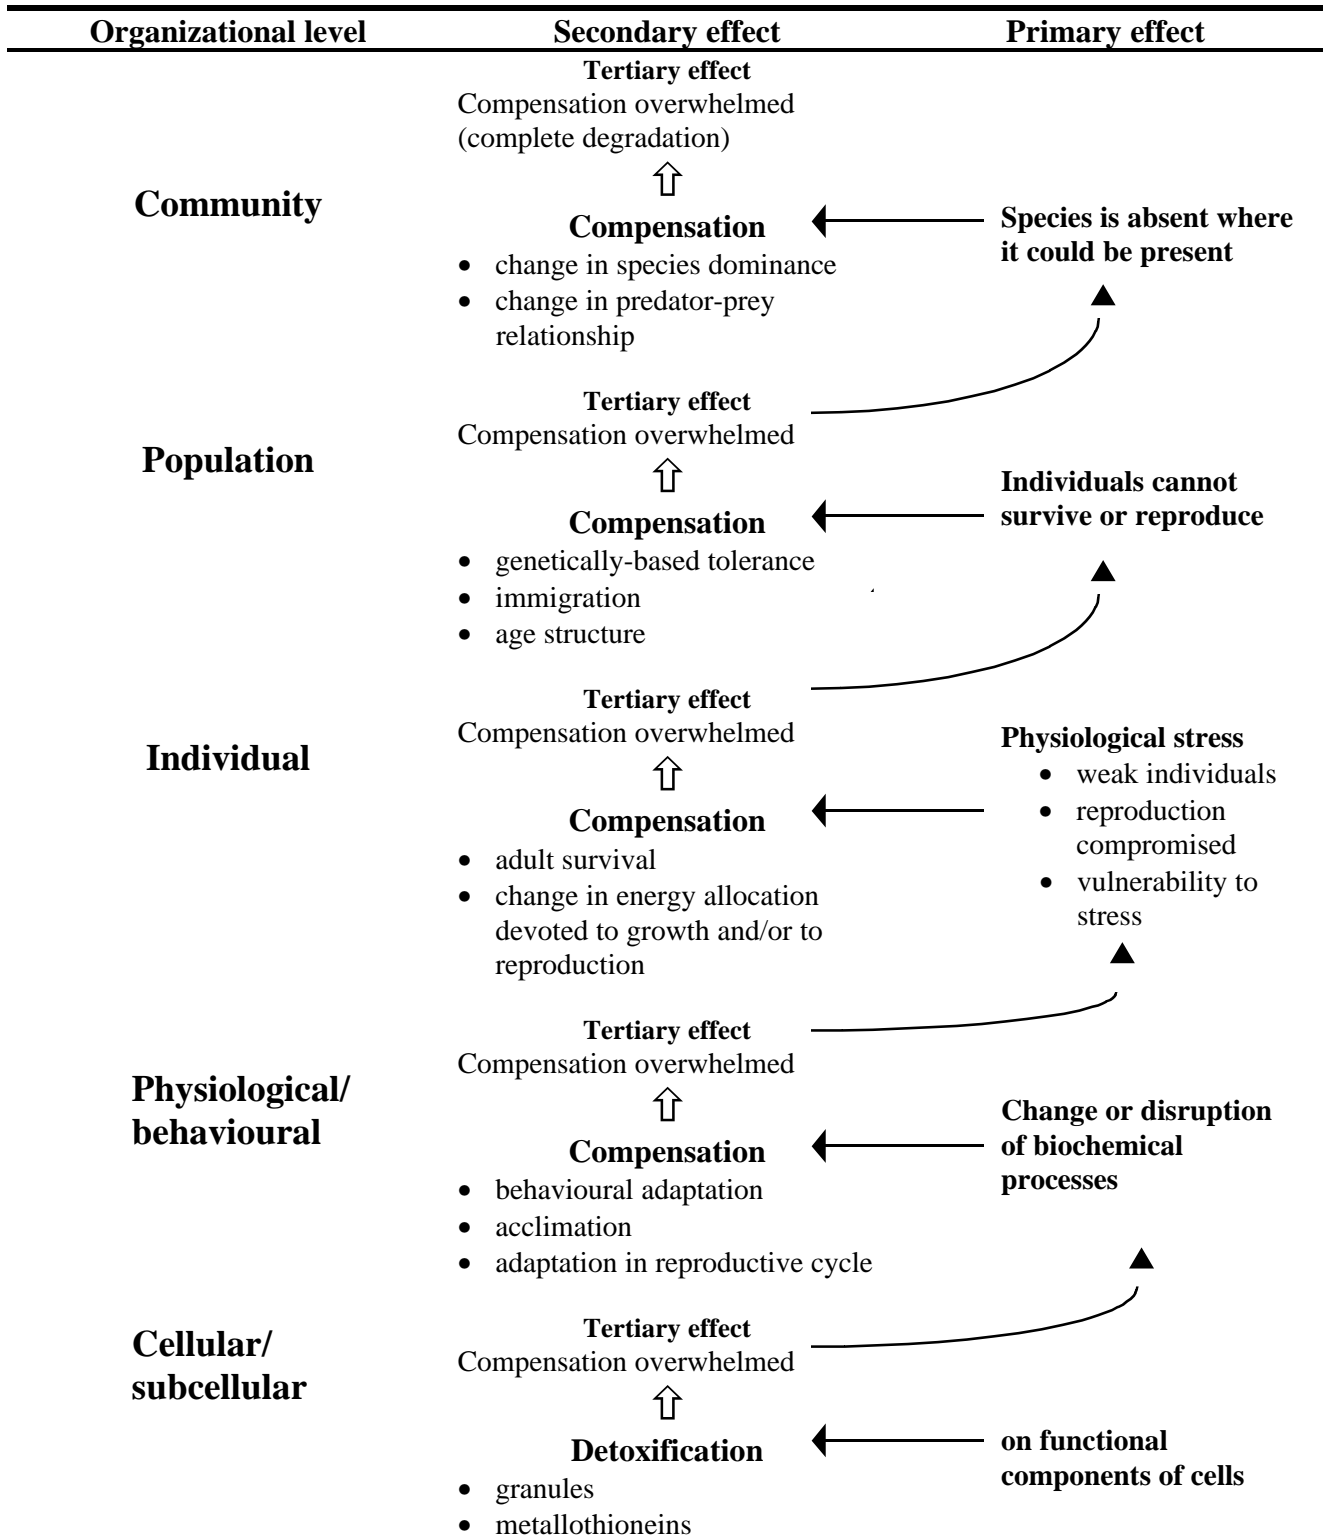 Organizational level Secondary effect Primary effect
Tertiary effect
Compensation overwhelmed
(complete degradation)
Community
Compensation
• change in species dominance
• change in predator-prey
relationship
Species is absent where
it could be present
Tertiary effect
Compensation overwhelmed
Population
Compensation
• genetically-based tolerance
• immigration
• age structure
Individuals cannot
survive or reproduce
Tertiary effect
Compensation overwhelmed
Individual
Compensation
• adult survival
• change in energy allocation
devoted to growth and/or to
reproduction
Physiological stress
• weak individuals
• reproduction
compromised
• vulnerability to
stress
Tertiary effect
Compensation overwhelmed
Physiological/
behavioural
Compensation
• behavioural adaptation
• acclimation
• adaptation in reproductive cycle
Change or disruption
of biochemical
processes
Tertiary effect
Compensation overwhelmed
Cellular/
subcellular
Detoxification
• granules
• metallothioneins
on functional
components of cells